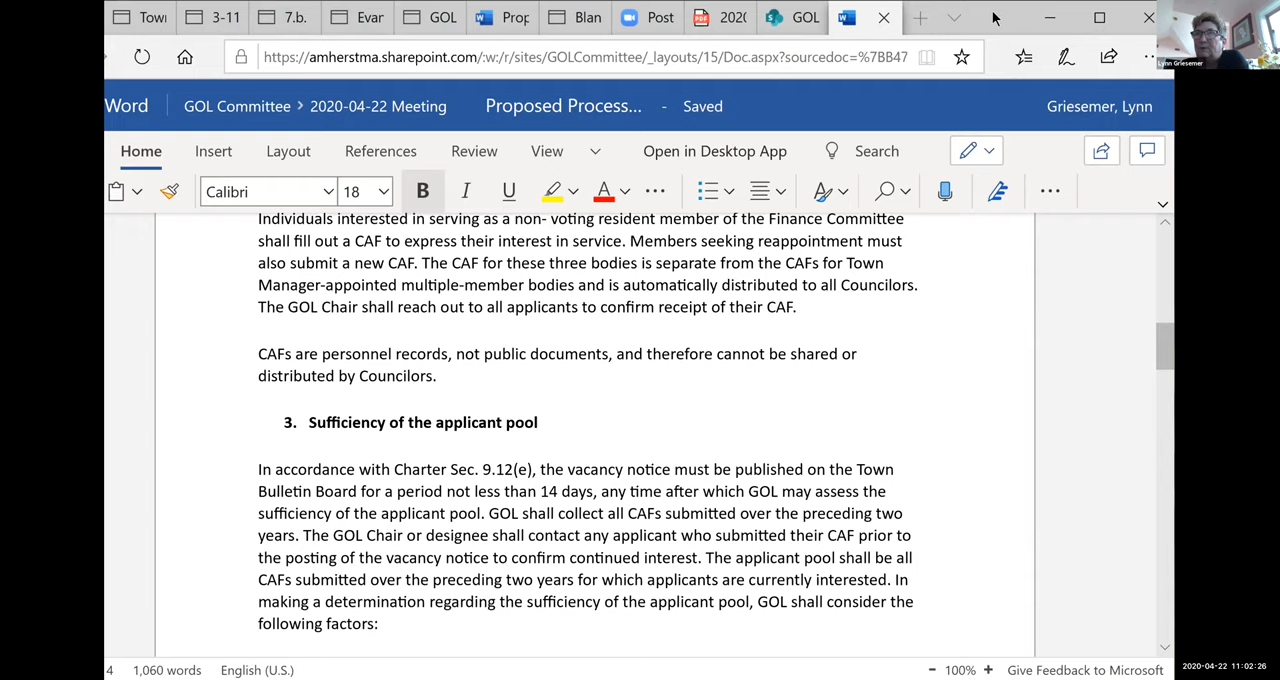 Town
3-11
7.b.
Evar
GOL
Prop
Blan
Post
2020
GOL
https://amherstma.sharepoint.com/:w:/r/sites/GOLCommittee/_layouts/15/Doc.aspx?sourcedoc=%7BB47
Lynn Griesemer
Word GOL Committee > 2020-04-22 Meeting Proposed Process... - Saved Griesemer, Lynn
Home Insert Layout References Review View Open in Desktop App Search
Calibri 18 B I U A
Individuals interested in serving as a non- voting resident member of the Finance Committee
shall fill out a CAF to express their interest in service. Members seeking reappointment must
also submit a new CAF. The CAF for these three bodies is separate from the CAFs for Town
Manager-appointed multiple-member bodies and is automatically distributed to all Councilors.
The GOL Chair shall reach out to all applicants to confirm receipt of their CAF.
CAFs are personnel records, not public documents, and therefore cannot be shared or
distributed by Councilors.
3. Sufficiency of the applicant pool
In accordance with Charter Sec. 9.12(e), the vacancy notice must be published on the Town
Bulletin Board for a period not less than 14 days, any time after which GOL may assess the
sufficiency of the applicant pool. GOL shall collect all CAFs submitted over the preceding two
years. The GOL Chair or designee shall contact any applicant who submitted their CAF prior to
the posting of the vacancy notice to confirm continued interest. The applicant pool shall be all
CAFs submitted over the preceding two years for which applicants are currently interested. In
making a determination regarding the sufficiency of the applicant pool, GOL shall consider the
following factors:
4 1,060 words English (U.S.) - 100% + Give Feedback to Microsoft
2020-04-22 11:02:26